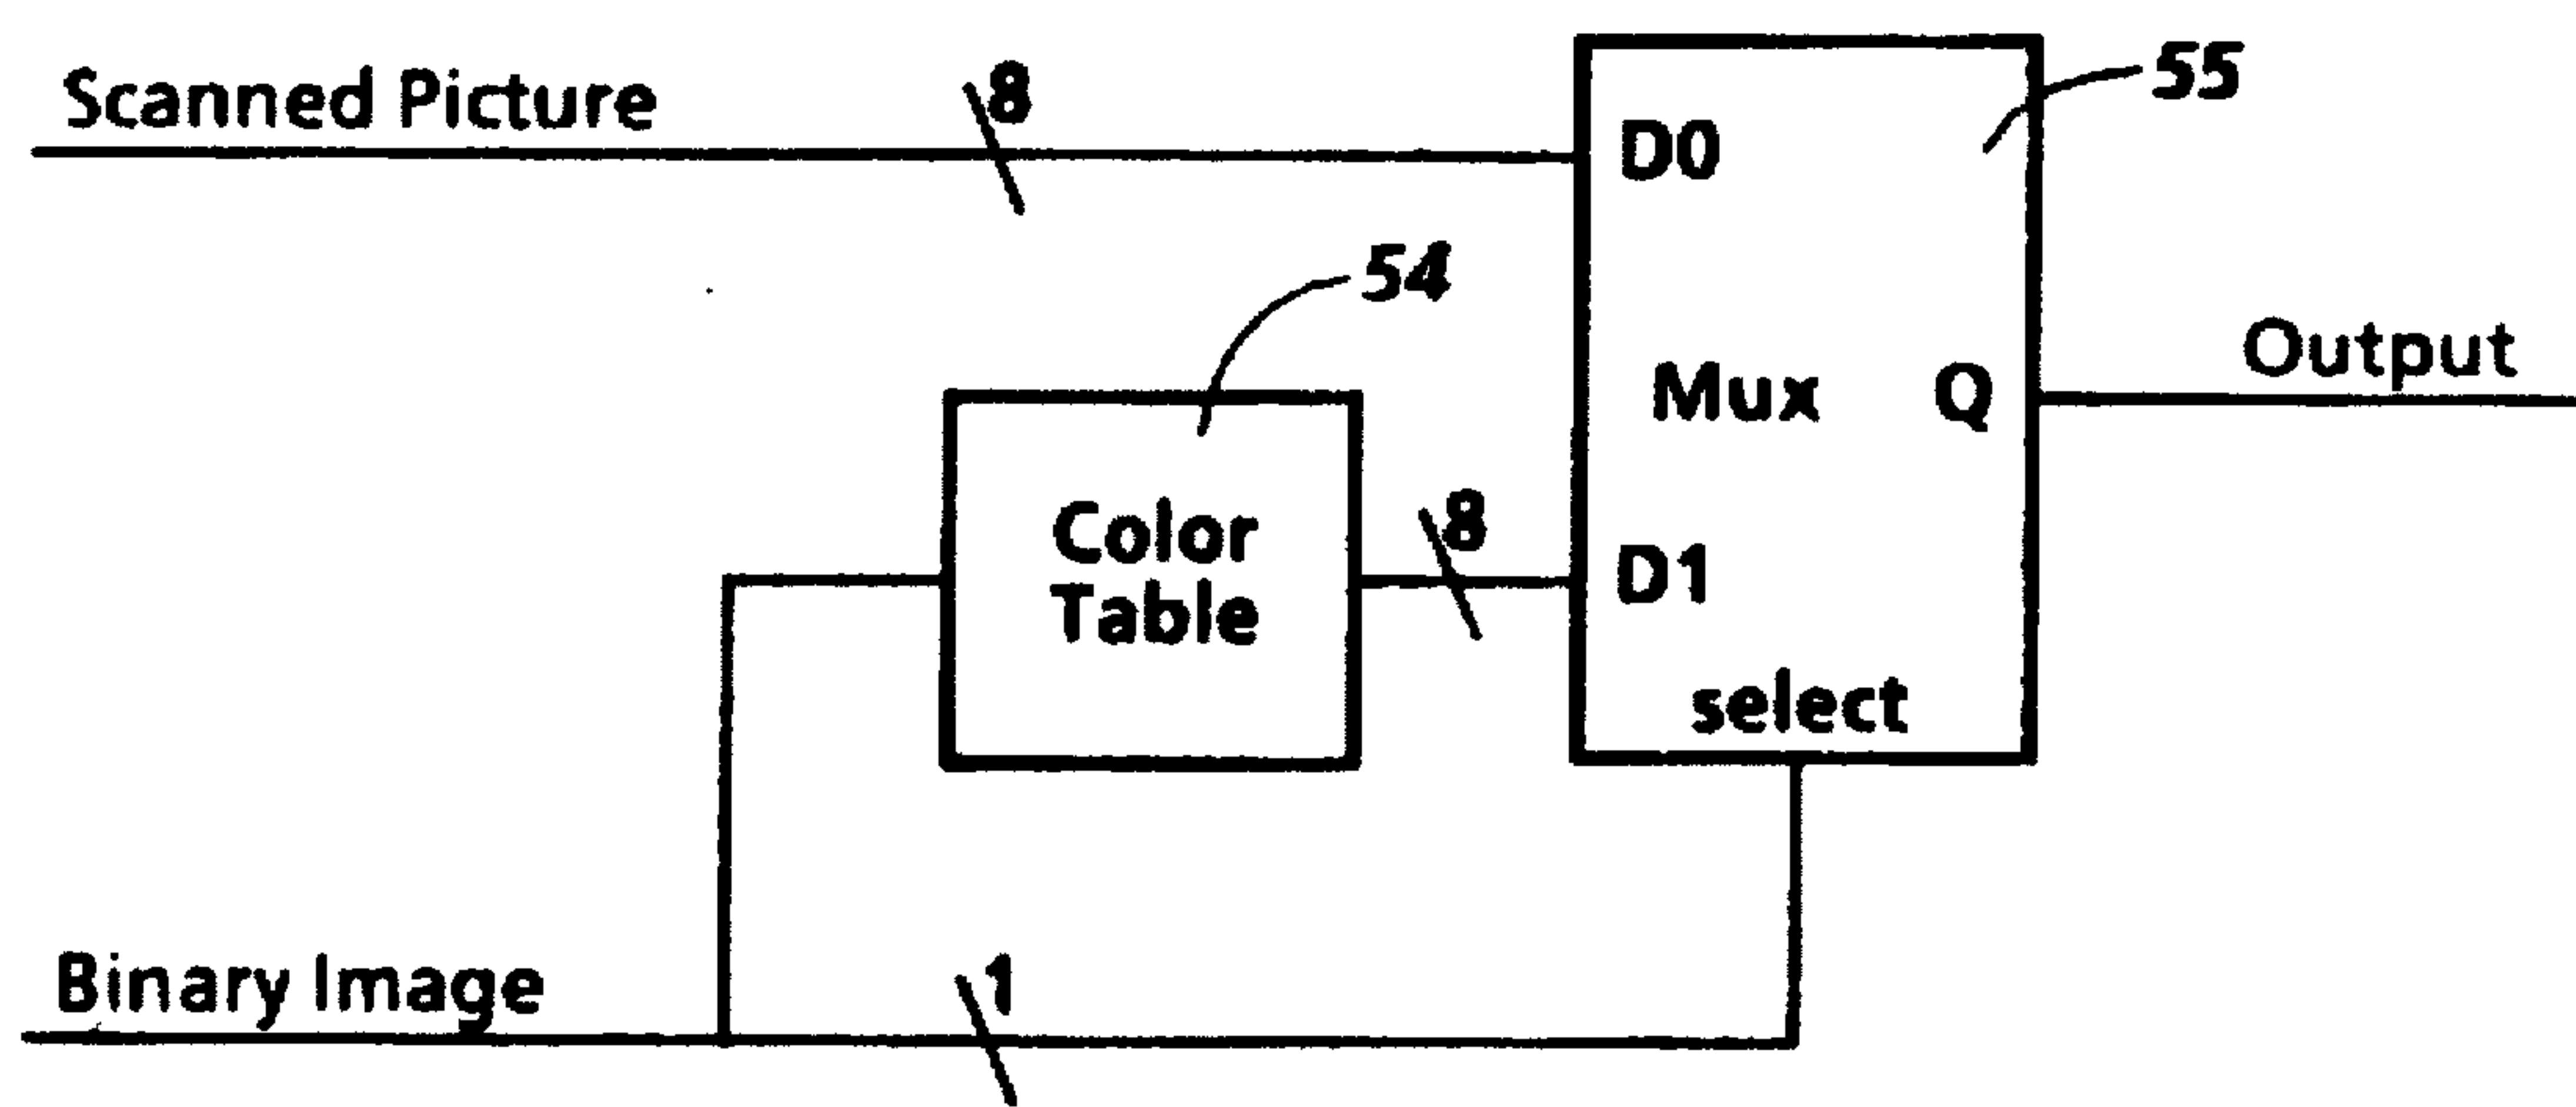 Scanned Picture
8
D0
55
54
Mux
Q
Output
Color
Table
8
D1
select
Binary Image
1